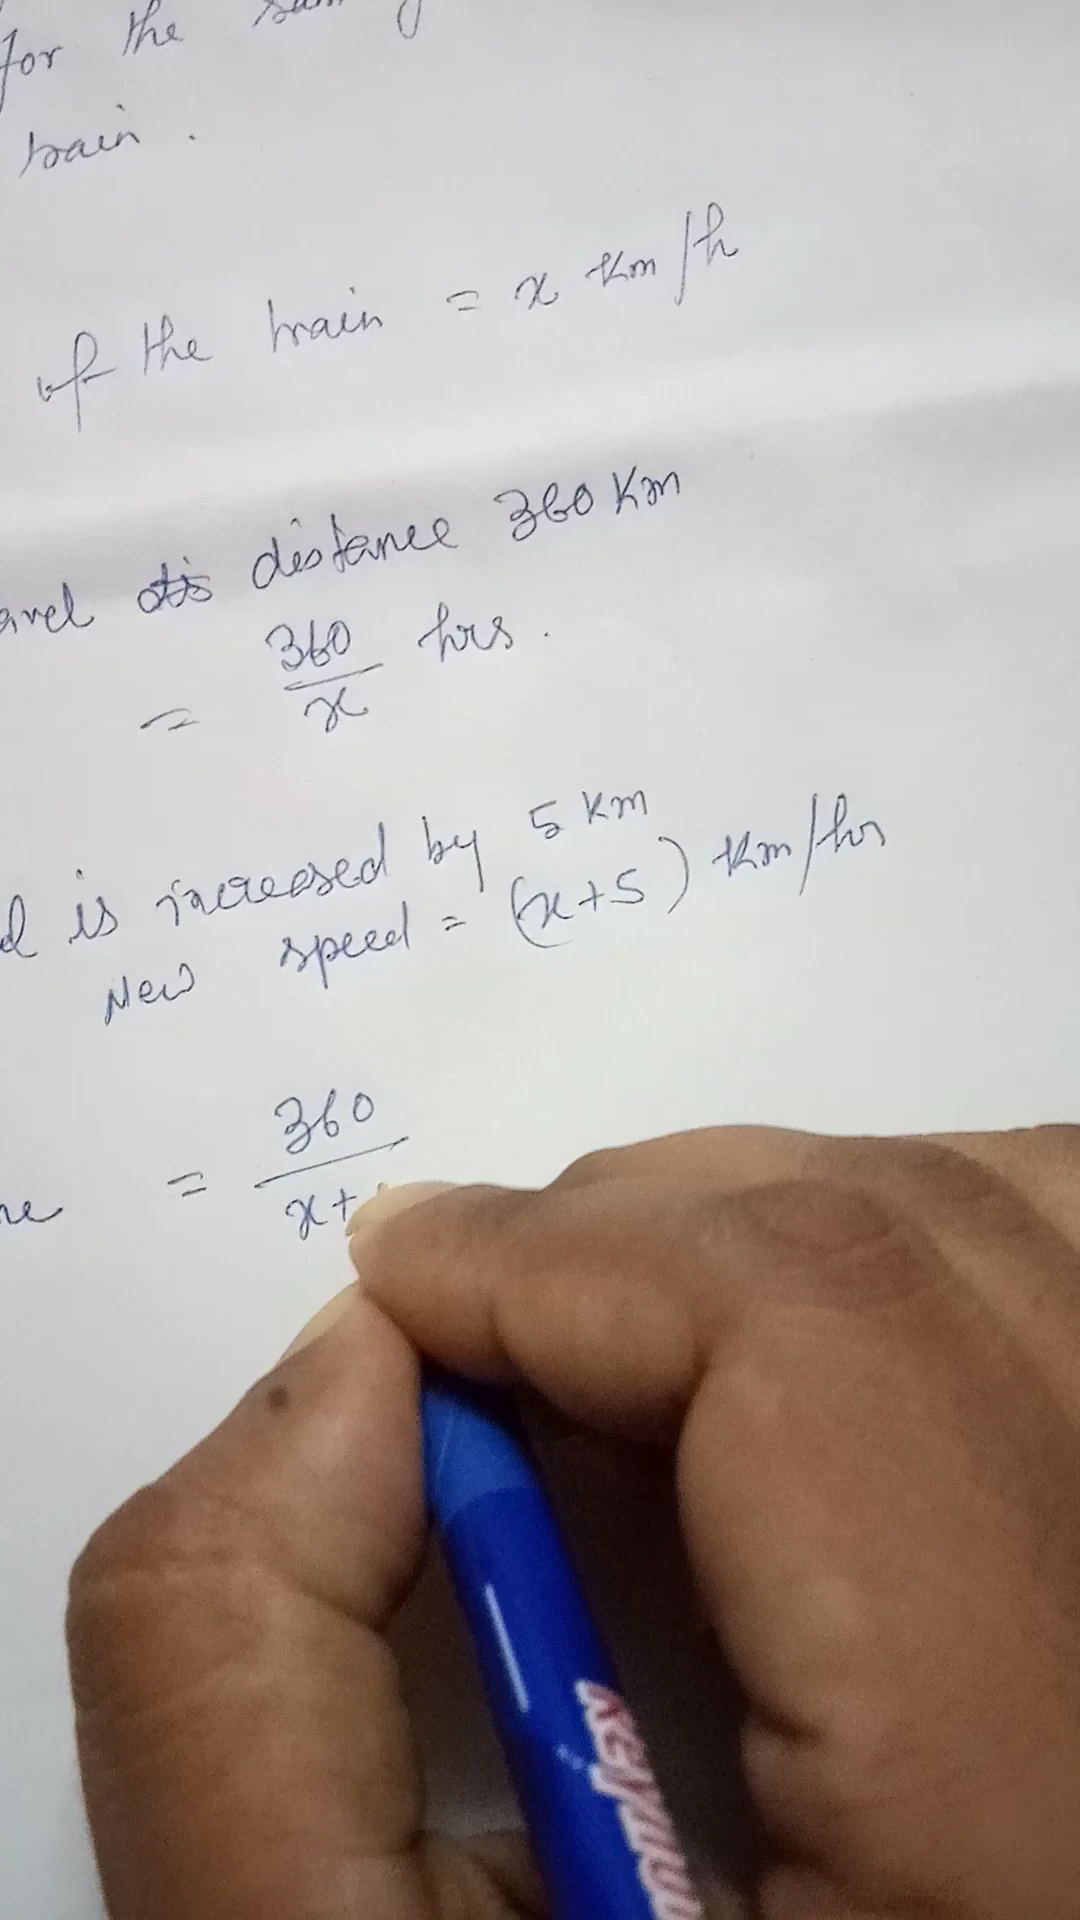 for the
train.
of the train = x km/h
distance 360 Km
= 360/x hrs.
is increased by 5 Km
New speed = (x+5) Km/hr
= 360/x+